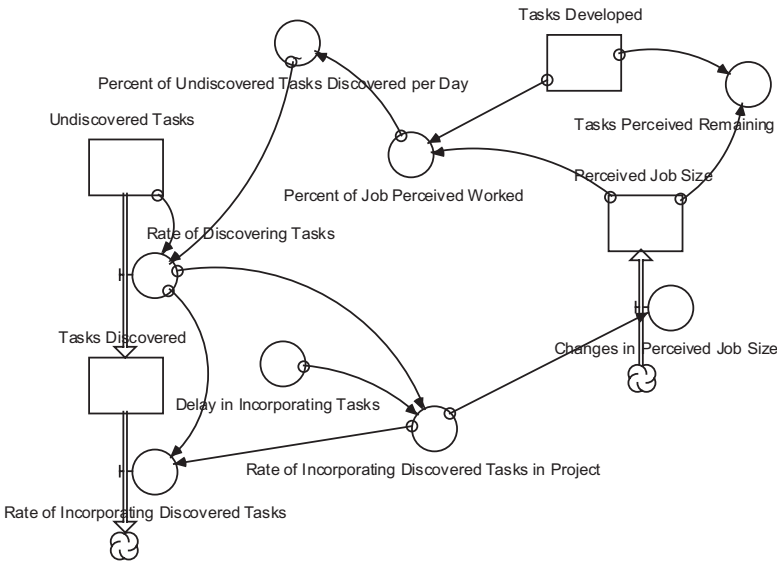 Tasks Developed
Percent of Undiscovered Tasks Discovered per Day
Undiscovered Tasks
Tasks Perceived Remaining
Perceived Job Size
Percent of Job Perceived Worked
Rate of Discovering Tasks
Tasks Discovered
Changes in Perceived Job Size
Delay in Incorporating Tasks
Rate of Incorporating Discovered Tasks in Project
Rate of Incorporating Discovered Tasks